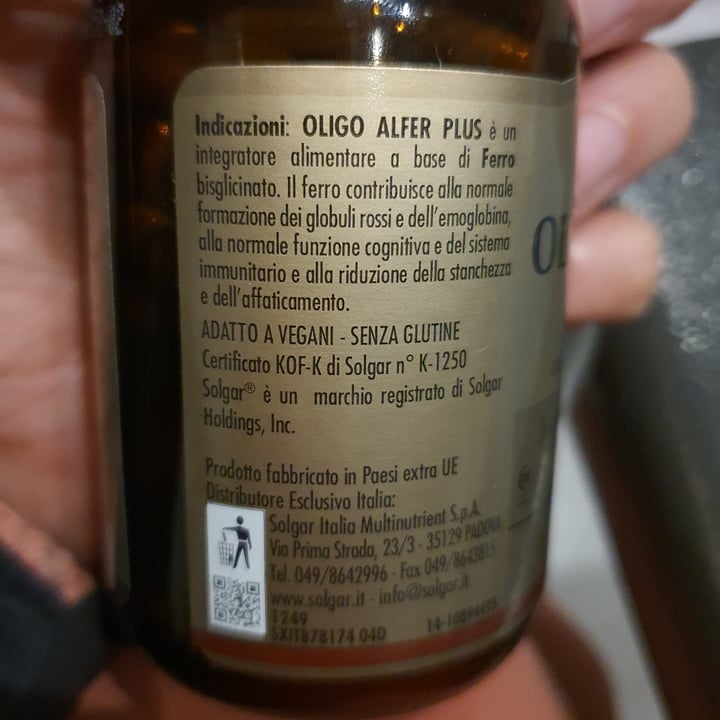 Indicazioni: OLIGO ALFER PLUS è un
integratore alimentare a base di Ferro
bisglicinato. Il ferro contribuisce alla normale
formazione dei globuli rossi e dell'emoglobina,
alla normale funzione cognitiva e del sistema
immunitario e alla riduzione della stanchezza
e dell'affaticamento.
ADATTO A VEGANI - SENZA GLUTINE
Certificato KOF-K di Solgar n° K-1250
Solgar® è un marchio registrato di Solgar
Holdings, Inc.
Prodotto fabbricato in Paesi extra UE
Distributore Esclusivo Italia:
Solgar Italia Multinutrient S.p.A.
Via Prima Strada, 23/3 - 35129 PADOVA
Tel. 049/8642996 - Fax 049/8643815
www.solgar.it - info@solgar.it
1249
SXITB78174 04D